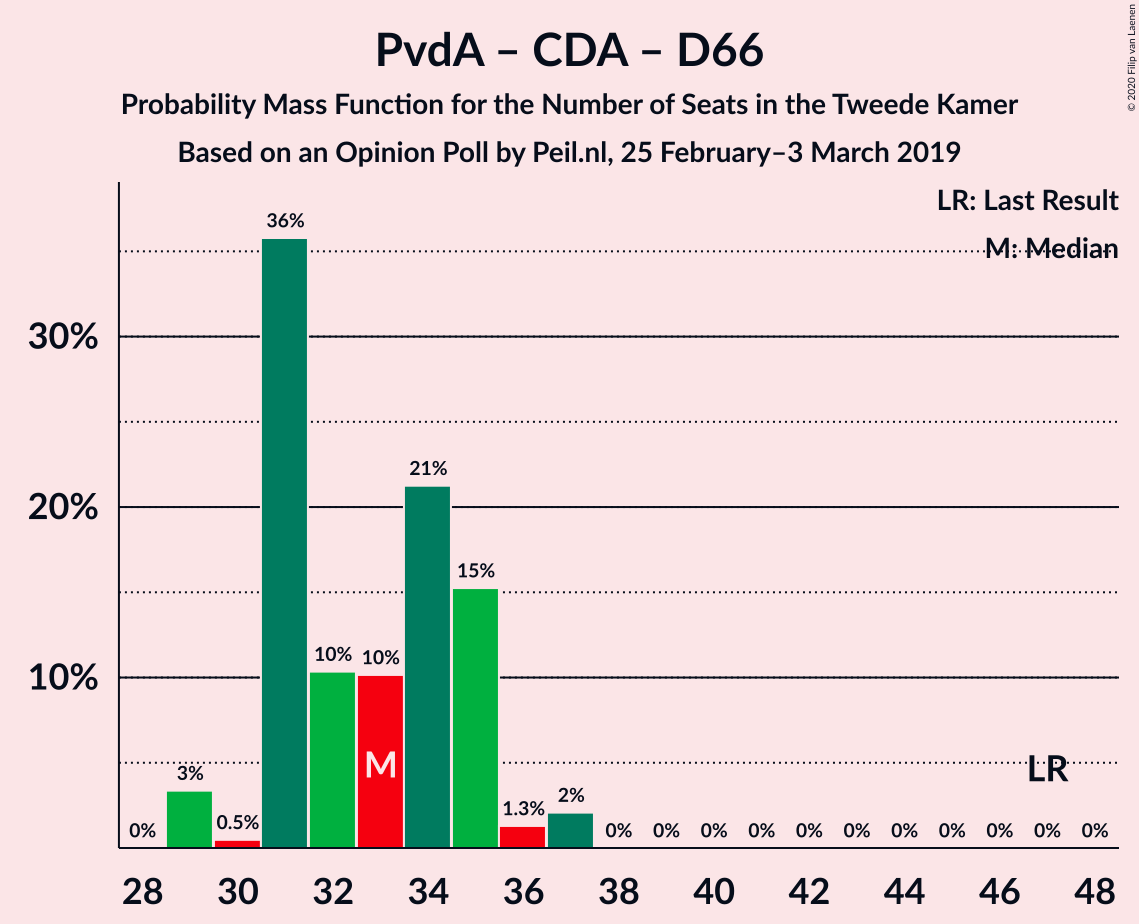 PvdA – CDA – D66
Probability Mass Function for the Number of Seats in the Tweede Kamer
Based on an Opinion Poll by Peil.nl, 25 February–3 March 2019
© 2020 Filip van Laenen
LR: Last Result
M: Median
36%
30%
21%
20%
15%
10% 10%
10%
M
LR
3%
2%
1.3%
0.5%
0% 0% 0% 0% 0% 0% 0% 0% 0% 0% 0% 0%
28 30 32 34 36 38 40 42 44 46 48